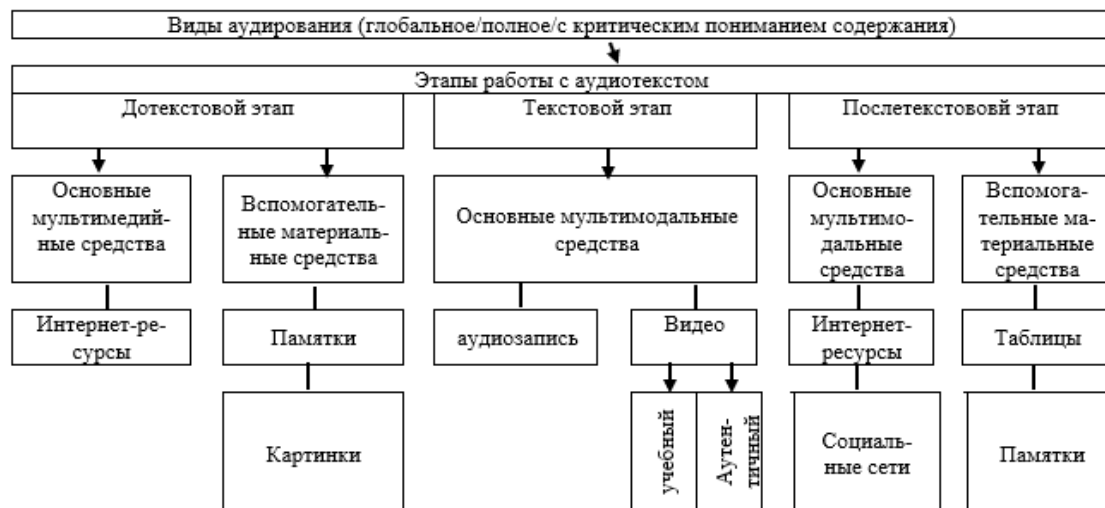 Виды аудирования (глобальное/полное/с критическим пониманием содержания)
Этапы работы с аудиотекстом
Дотекстовой этап
Текстовой этап
Послетекстововй этап
Основные
мультимедий-
ные средства
Вспомогатель-
ные материаль-
ные средства
Основные мультимодальные
средства
Основные
мультимо-
дальные
средства
Вспомога-
тельные ма-
териальные
средства
Интернет-ре-
сурсы
Памятки
аудиозапись
Видео
Интернет-
ресурсы
Таблицы
Картинки
учебный
Аутен-
тичный
Социаль-
ные сети
Памятки